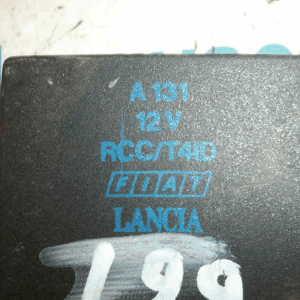 A 131
12 V
RCC/T4ID
FIAT
LANCIA
199